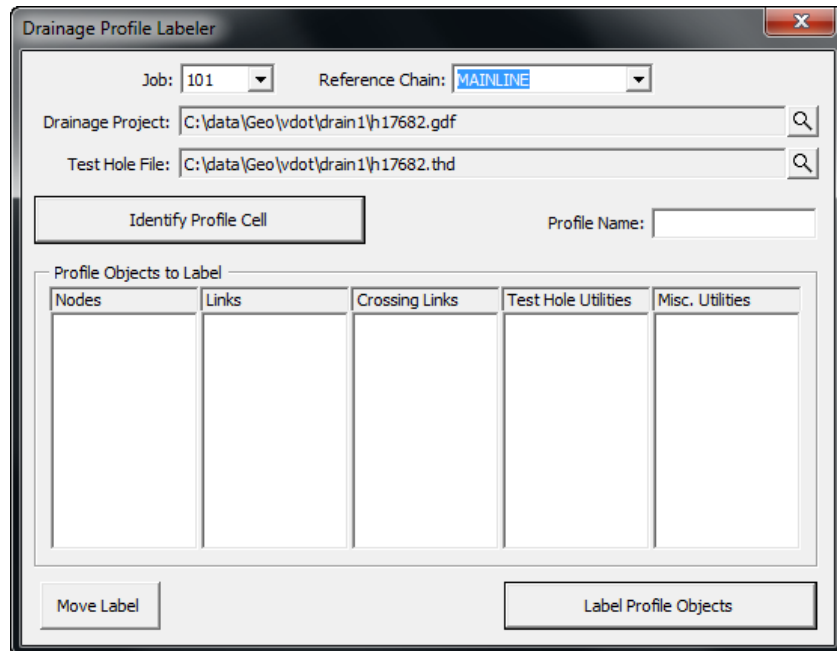 Drainage Profile Labeler
Job: 101 Reference Chain: MAINLINE
Drainage Project: C:\data\Geo\vdot\drain1\h17682.gdf
Test Hole File: C:\data\Geo\vdot\drain1\h17682.thd
Identify Profile Cell Profile Name:
Profile Objects to Label
Nodes Links Crossing Links Test Hole Utilities Misc. Utilities
Move Label Label Profile Objects